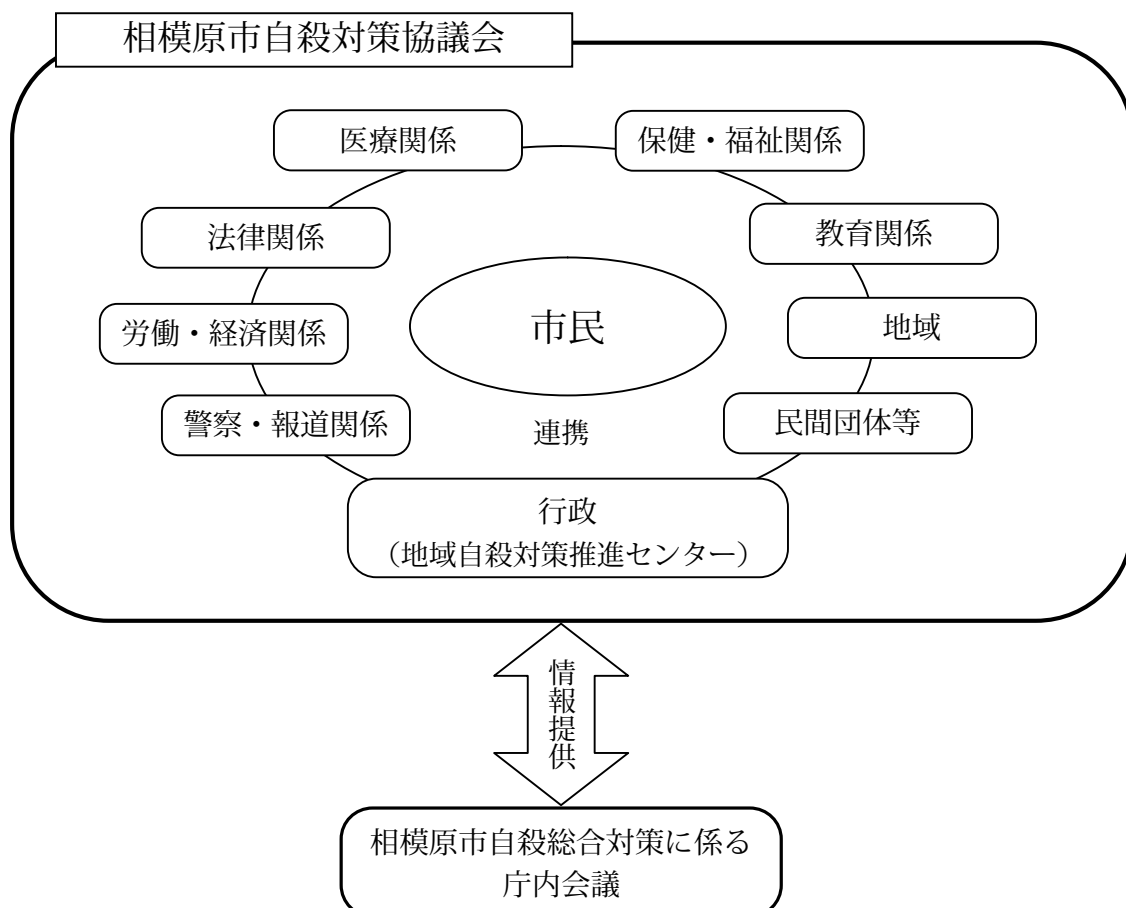 相模原市自殺対策協議会
医療関係
保健・福祉関係
法律関係
教育関係
労働・経済関係
市民
地域
警察・報道関係
連携
民間団体等
行政
（地域自殺対策推進センター）
情報提供
相模原市自殺総合対策に係る
庁内会議